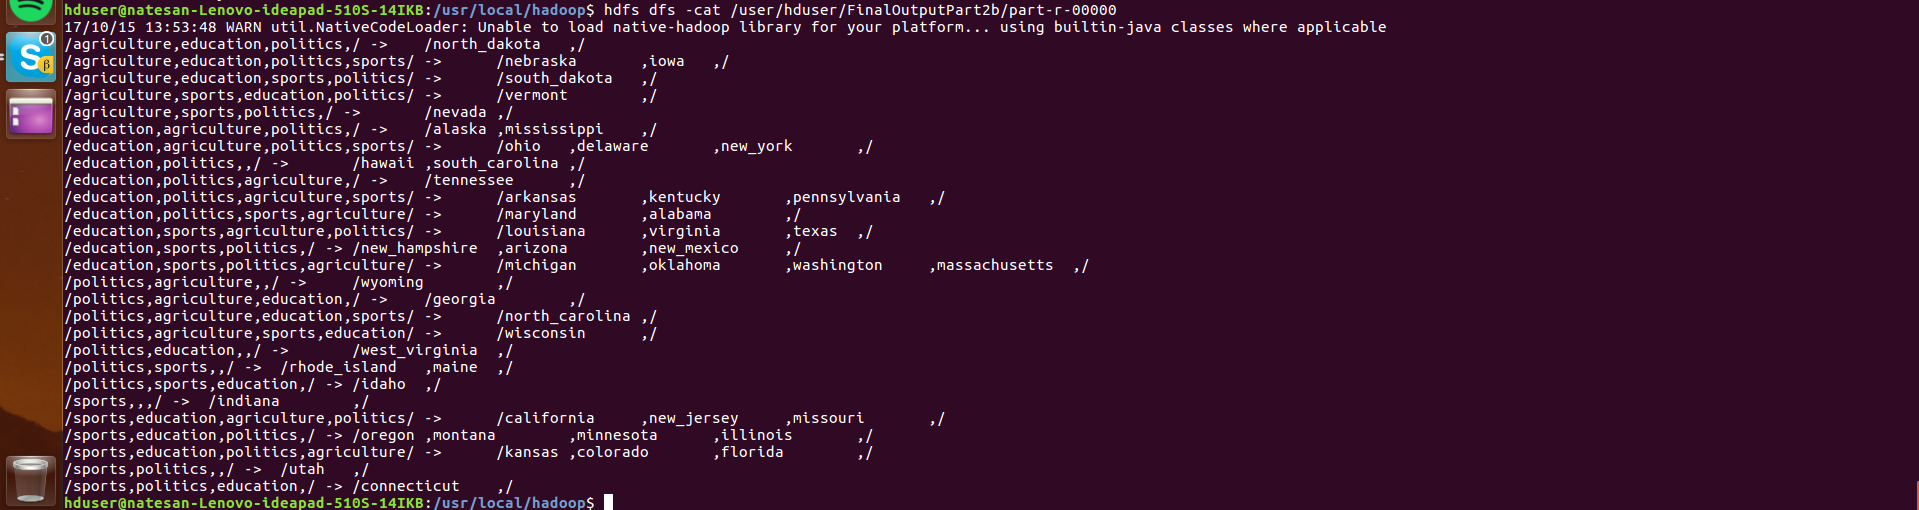 hduser@natesan-Lenovo-ideapad-510S-14IKB:/usr/local/hadoop$ hdfs dfs -cat /user/hduser/FinalOutputPart2b/part-r-00000
17/10/15 13:53:48 WARN util.NativeCodeLoader: Unable to load native-hadoop library for your platform... using builtin-java classes where applicable
/agriculture,education,politics,/ -> /north_dakota ,/
/agriculture,education,politics,sports/ -> /nebraska ,iowa ,/
/agriculture,education,sports,politics/ -> /south_dakota ,/
/agriculture,sports,education,politics/ -> /vermont ,/
/agriculture,sports,politics,/ -> /nevada ,/
/education,agriculture,politics,/ -> /alaska ,mississippi ,/
/education,agriculture,politics,sports/ -> /ohio ,delaware ,new_york ,/
/education,politics,,/ -> /hawaii ,south_carolina ,/
/education,politics,agriculture,/ -> /tennessee ,/
/education,politics,agriculture,sports/ -> /arkansas ,kentucky ,pennsylvania ,/
/education,politics,sports,agriculture/ -> /maryland ,alabama ,/
/education,sports,agriculture,politics/ -> /louisiana ,virginia ,texas ,/
/education,sports,politics,/ -> /new_hampshire ,arizona ,new_mexico ,/
/education,sports,politics,agriculture/ -> /michigan ,oklahoma ,washington ,massachusetts ,/
/politics,agriculture,,/ -> /wyoming ,/
/politics,agriculture,education,/ -> /georgia ,/
/politics,agriculture,education,sports/ -> /north_carolina ,/
/politics,agriculture,sports,education/ -> /wisconsin ,/
/politics,education,,/ -> /west_virginia ,/
/politics,sports,,/ -> /rhode_island ,maine ,/
/politics,sports,education,/ -> /idaho ,/
/sports,,,/ -> /indiana ,/
/sports,education,agriculture,politics/ -> /california ,new_jersey ,missouri ,/
/sports,education,politics,/ -> /oregon ,montana ,minnesota ,illinois ,/
/sports,education,politics,agriculture/ -> /kansas ,colorado ,florida ,/
/sports,politics,,/ -> /utah ,/
/sports,politics,education,/ -> /connecticut ,/
hduser@natesan-Lenovo-ideapad-510S-14IKB:/usr/local/hadoop$
S
1
β